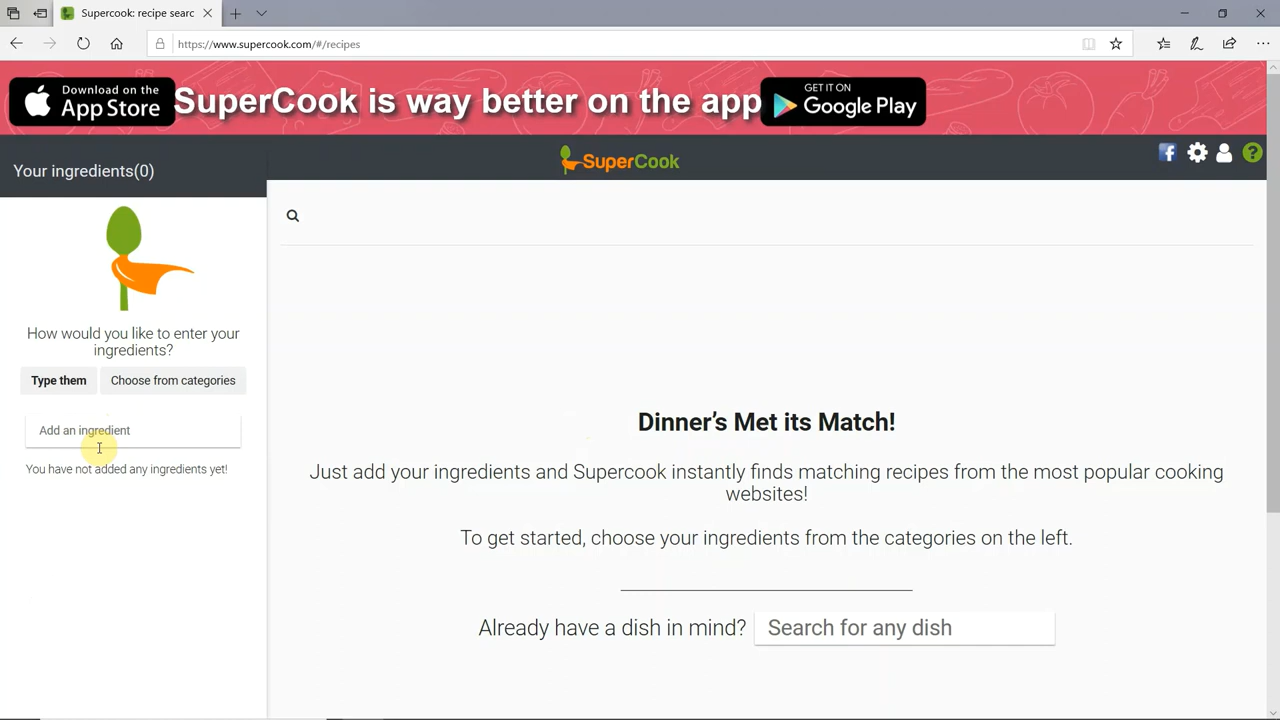 Supercook: recipe searc
https://www.supercook.com/#/recipes
Download on the
App Store
SuperCook is way better on the app
GET IT ON
Google Play
Your ingredients(0)
SuperCook
How would you like to enter your
ingredients?
Type them
Choose from categories
Add an ingredient
You have not added any ingredients yet!
Dinner’s Met its Match!
Just add your ingredients and Supercook instantly finds matching recipes from the most popular cooking
websites!
To get started, choose your ingredients from the categories on the left.
Already have a dish in mind?
Search for any dish